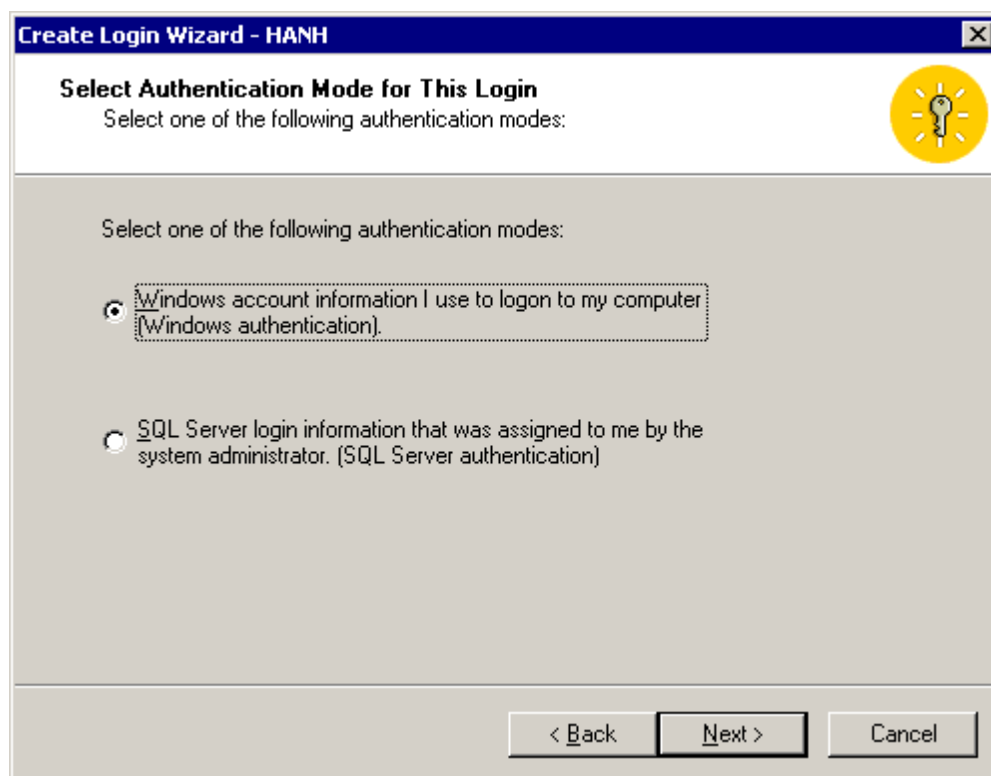 Create Login Wizard - HANH
Select Authentication Mode for This Login
Select one of the following authentication modes:
Select one of the following authentication modes:
Windows account information I use to logon to my computer
(Windows authentication).
SQL Server login information that was assigned to me by the
system administrator. (SQL Server authentication)
< Back
Next >
Cancel